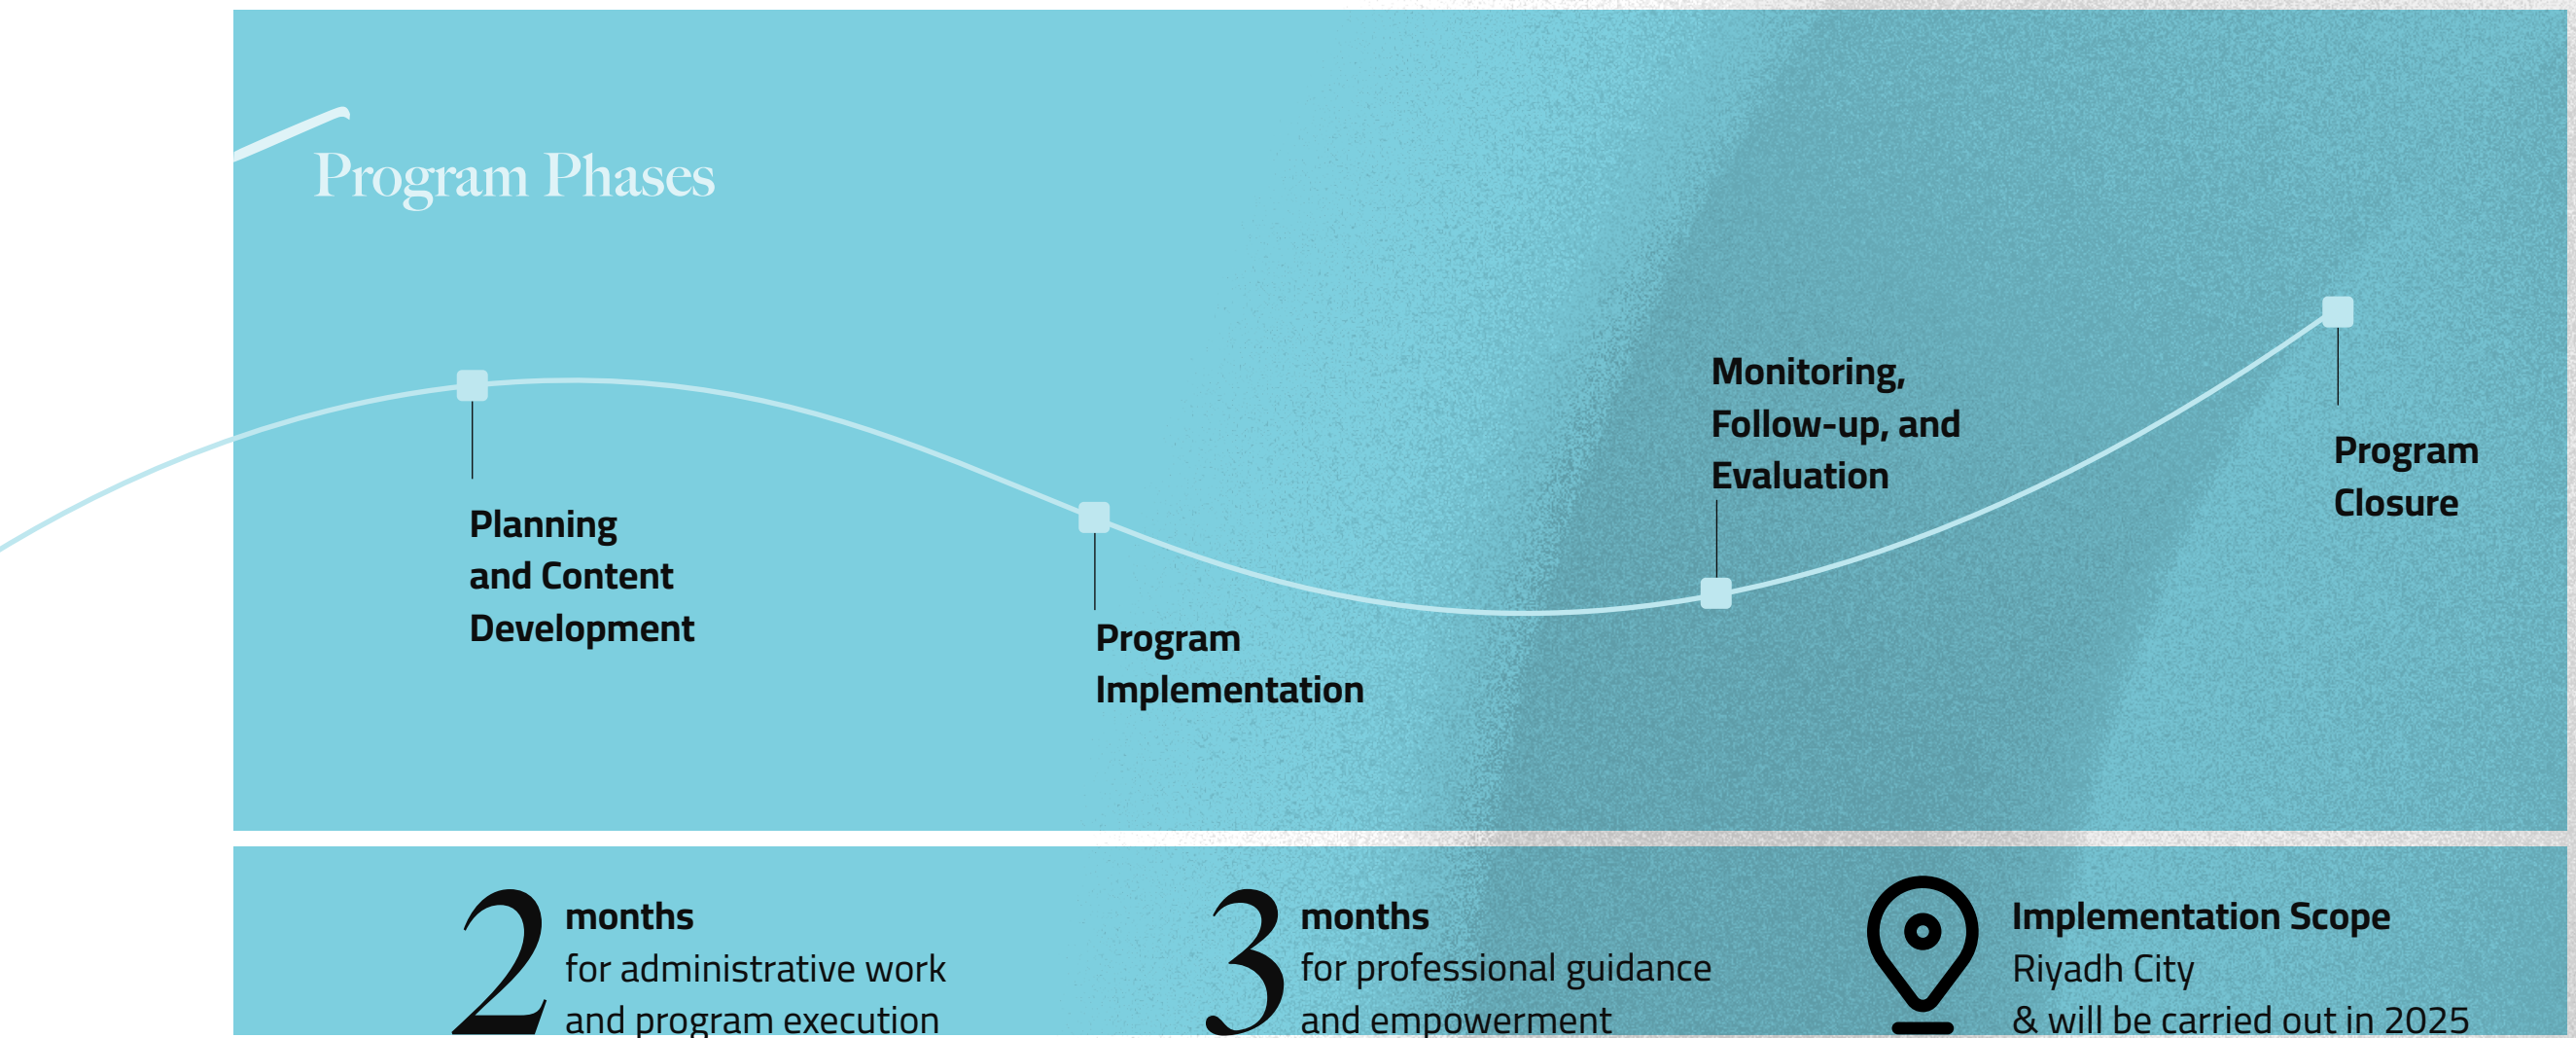 Program Phases
Planning
and Content
Development
Program
Implementation
Monitoring,
Follow-up, and
Evaluation
Program
Closure
2
months
for administrative work
and program execution
3
months
for professional guidance
and empowerment
Implementation Scope
Riyadh City
& will be carried out in 2025